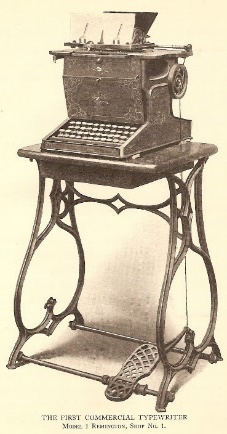 THE FIRST COMMERCIAL TYPEWRITER
Model 1 Remington, Shop No. 1.